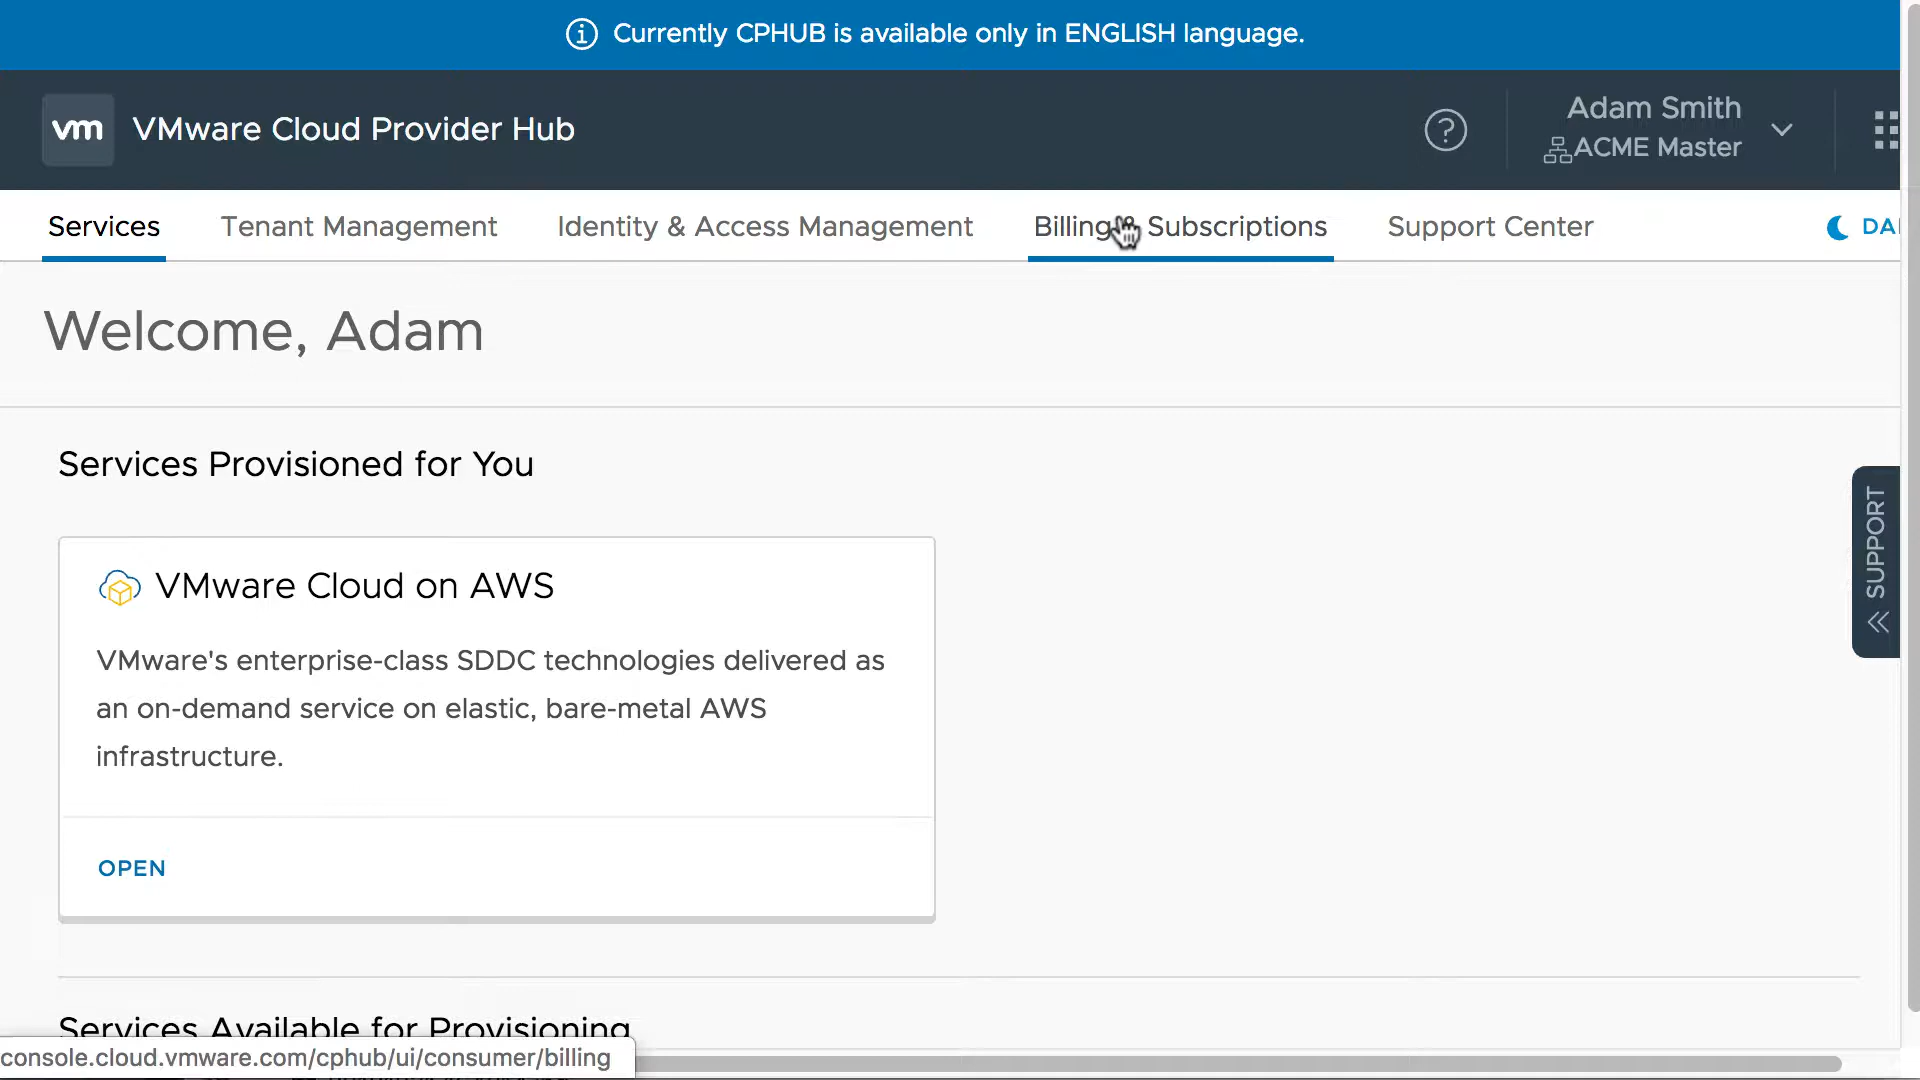 Currently CPHUB is available only in ENGLISH language.
vm VMware Cloud Provider Hub
Adam Smith
ACME Master
Services Tenant Management Identity & Access Management Billing & Subscriptions Support Center DA
Welcome, Adam
Services Provisioned for You
SUPPORT
VMware Cloud on AWS
VMware's enterprise-class SDDC technologies delivered as
an on-demand service on elastic, bare-metal AWS
infrastructure.
OPEN
Services Available for Provisioning
console.cloud.vmware.com/cphub/ui/consumer/billing